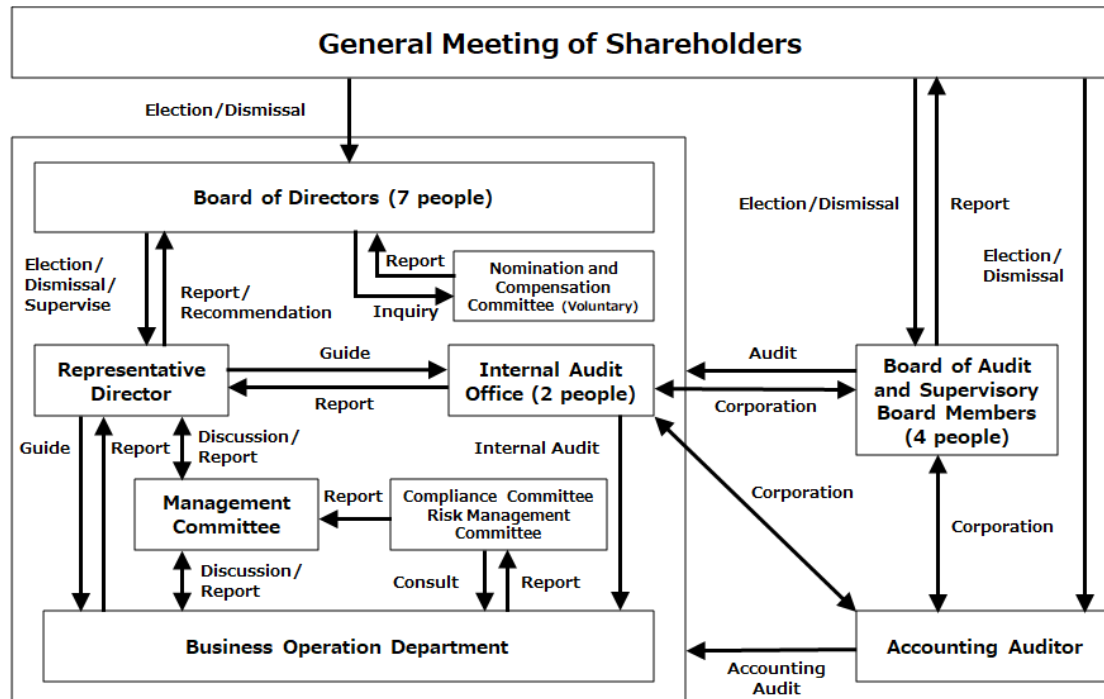 General Meeting of Shareholders
Election/Dismissal
Board of Directors (7 people)
Election/Dismissal
Report
Election/
Dismissal
Election/
Dismissal/
Supervise
Report/
Recommendation
Report
Inquiry
Nomination and
Compensation
Committee (Voluntary)
Representative
Director
Guide
Report
Internal Audit
Office (2 people)
Audit
Corporation
Board of Audit
and Supervisory
Board Members
(4 people)
Guide
Report
Discussion/
Report
Internal Audit
Management
Committee
Report
Compliance Committee
Risk Management
Committee
Corporation
Corporation
Discussion/
Report
Consult
Report
Business Operation Department
Accounting
Audit
Accounting Auditor